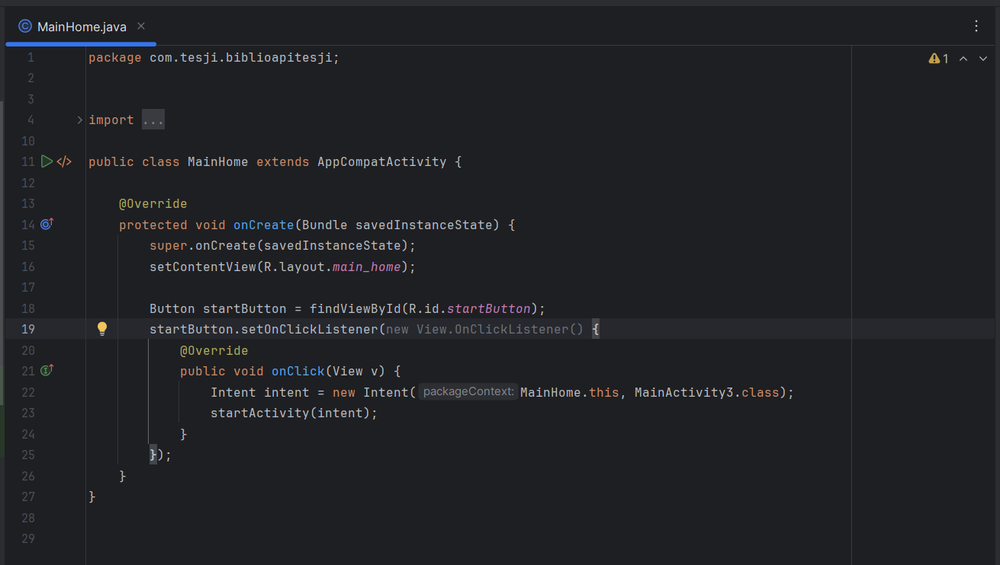 MainHome.java
1 package com.tesji.biblioapitesji;
1
2
3
4 import ...
10
11 public class MainHome extends AppCompatActivity {
12
13 @Override
14 protected void onCreate(Bundle savedInstanceState) {
15 super.onCreate(savedInstanceState);
16 setContentView(R.layout.main_home);
17
18 Button startButton = findViewById(R.id.startButton);
19 startButton.setOnClickListener(new View.OnClickListener() {
20 @Override
21 public void onClick(View v) {
22 Intent intent = new Intent( packageContext: MainHome.this, MainActivity3.class);
23 startActivity(intent);
24 }
25 });
26 }
27 }
28
29